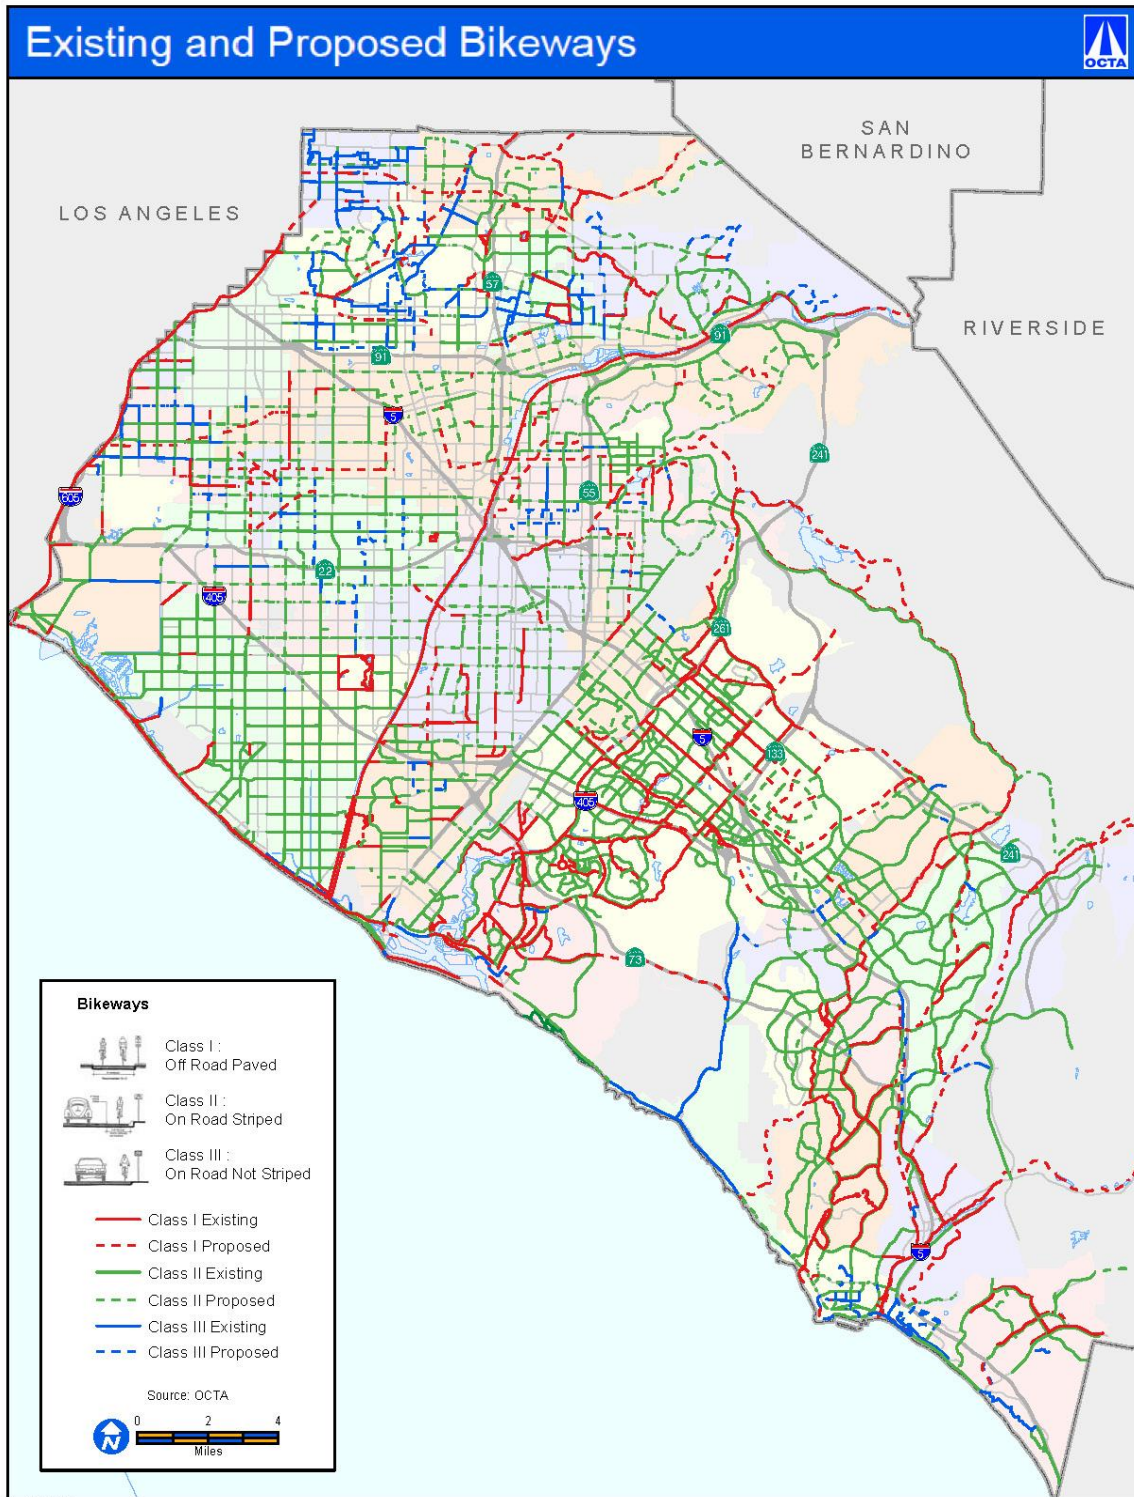 Existing and Proposed Bikeways
OCTA
SAN
BERNARDINO
LOS ANGELES
RIVERSIDE
57
91
91
5
241
55
605
22
405
261
5
133
405
241
73
5
Bikeways
Class I :
Off Road Paved
Class II :
On Road Striped
Class III :
On Road Not Striped
Class I Existing
Class I Proposed
Class II Existing
Class II Proposed
Class III Existing
Class III Proposed
Source: OCTA
N
0 2 4
Miles